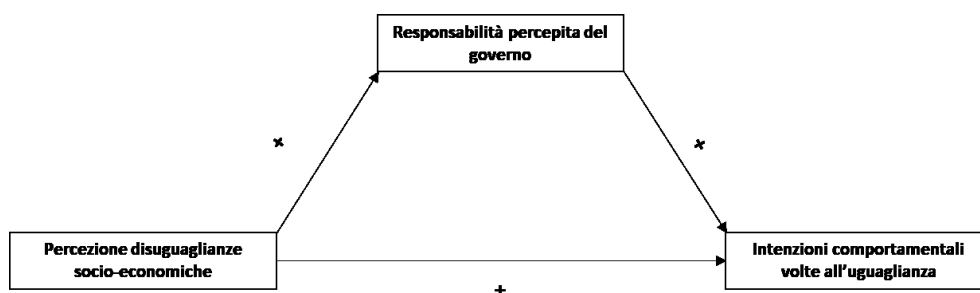 Responsabilità percepita del
governo
+
+
Percezione disuguaglianze
socio-economiche
Intenzioni comportamentali
volte all'uguaglianza
+